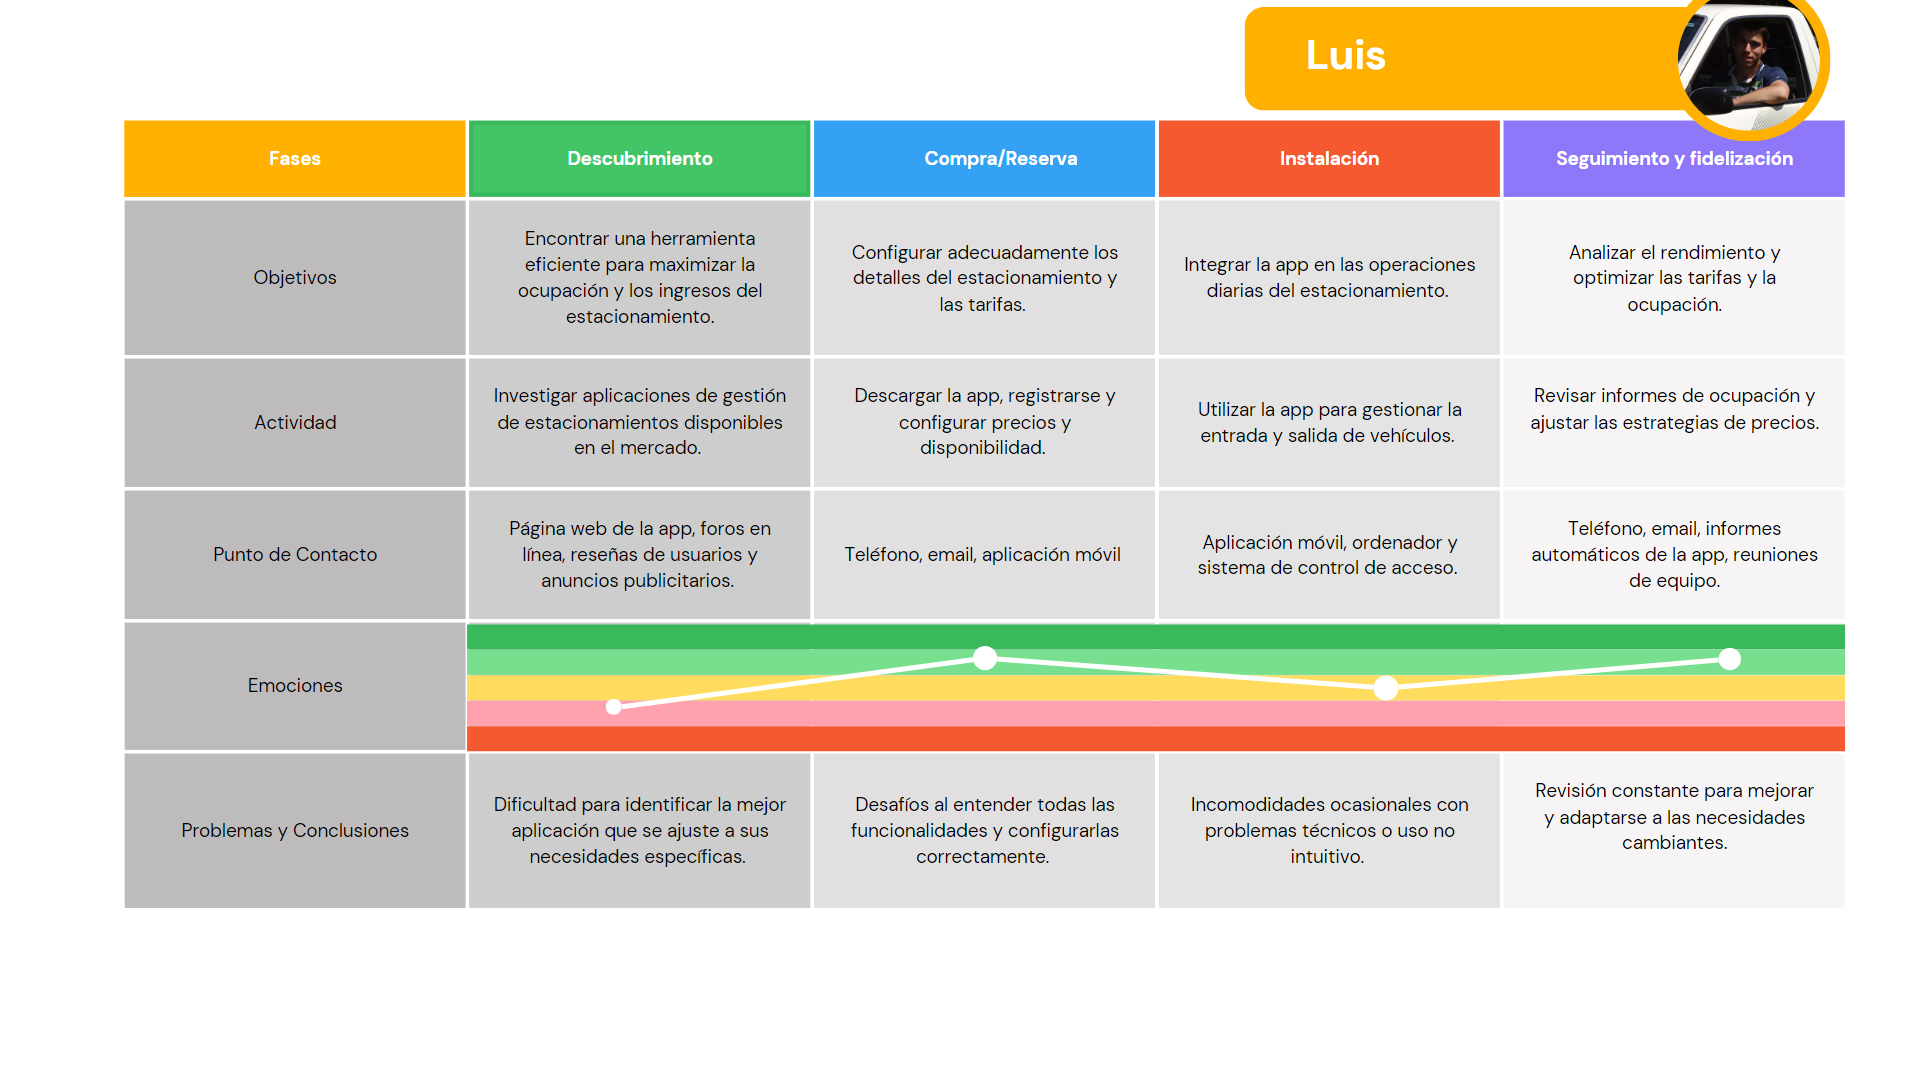 Luis
Fases
Descubrimiento
Compra/Reserva
Instalación
Seguimiento y fidelización
Objetivos
Encontrar una herramienta
eficiente para maximizar la
ocupación y los ingresos del
estacionamiento.
Configurar adecuadamente los
detalles del estacionamiento y
las tarifas.
Integrar la app en las operaciones
diarias del estacionamiento.
Analizar el rendimiento y
optimizar las tarifas y la
ocupación.
Actividad
Investigar aplicaciones de gestión
de estacionamientos disponibles
en el mercado.
Descargar la app, registrarse y
configurar precios y
disponibilidad.
Utilizar la app para gestionar la
entrada y salida de vehículos.
Revisar informes de ocupación y
ajustar las estrategias de precios.
Punto de Contacto
Página web de la app, foros en
línea, reseñas de usuarios y
anuncios publicitarios.
Teléfono, email, aplicación móvil
Aplicación móvil, ordenador y
sistema de control de acceso.
Teléfono, email, informes
automáticos de la app, reuniones
de equipo.
Emociones
Problemas y Conclusiones
Dificultad para identificar la mejor
aplicación que se ajuste a sus
necesidades específicas.
Desafíos al entender todas las
funcionalidades y configurarlas
correctamente.
Incomodidades ocasionales con
problemas técnicos o uso no
intuitivo.
Revisión constante para mejorar
y adaptarse a las necesidades
cambiantes.